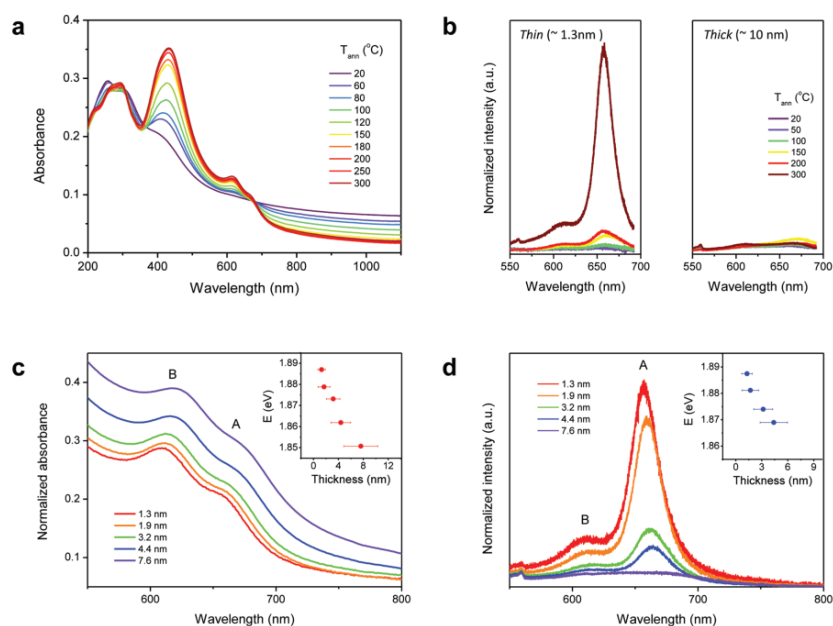 a
T_ann (°C)
20
60
80
100
120
150
180
200
250
300
0.4
0.3
0.2
0.1
0.0
Absorbance
200
400
600
800
1000
Wavelength (nm)
b
Thin (~ 1.3nm)
Thick (~ 10 nm)
T_ann (°C)
20
50
100
150
200
300
Normalized intensity (a.u.)
550
600
650
700
550
600
650
700
Wavelength (nm)
Wavelength (nm)
c
B
A
0.4
0.3
0.2
0.1
Normalized absorbance
1.3 nm
1.9 nm
3.2 nm
4.4 nm
7.6 nm
1.89
1.88
1.87
1.86
1.85
E (eV)
0
4
8
12
Thickness (nm)
600
700
800
Wavelength (nm)
d
A
B
1.3 nm
1.9 nm
3.2 nm
4.4 nm
7.6 nm
Normalized intensity (a.u.)
1.89
1.88
1.87
1.86
E (eV)
0
3
6
9
Thickness (nm)
600
700
800
Wavelength (nm)